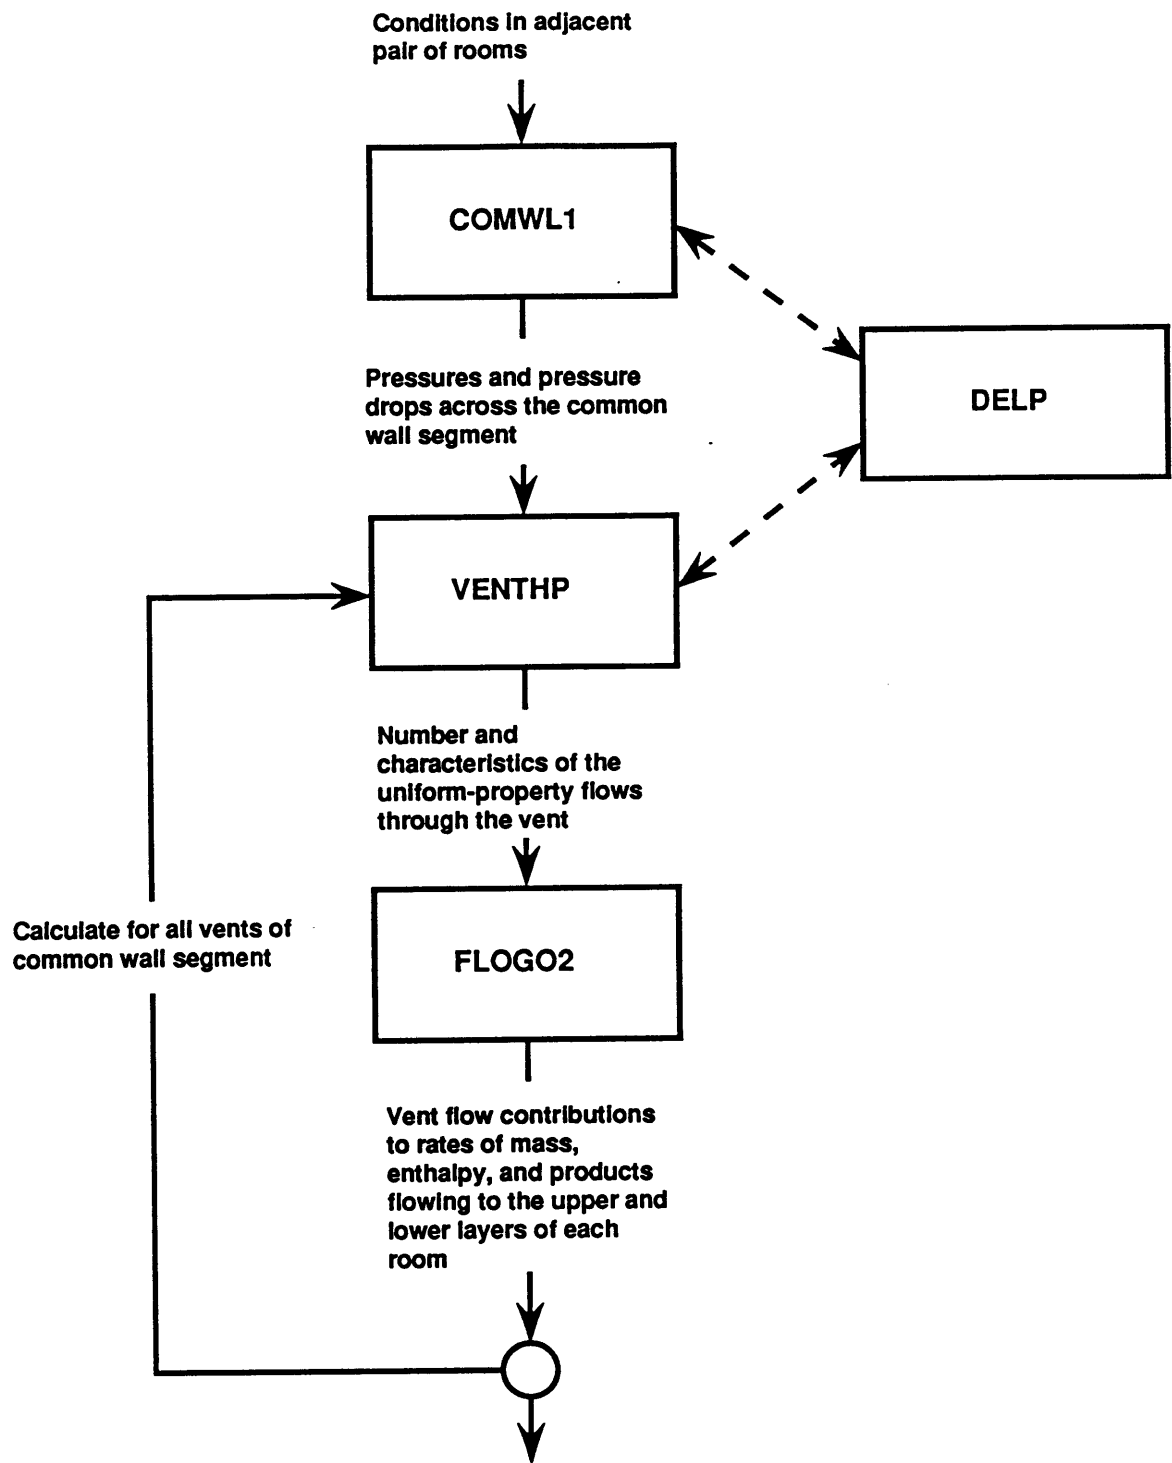 Conditions in adjacent
pair of rooms
COMWL1
DELP
Pressures and pressure
drops across the common
wall segment
VENTHP
Number and
characteristics of the
uniform-property flows
through the vent
Calculate for all vents of
common wall segment
FLOGO2
Vent flow contributions
to rates of mass,
enthalpy, and products
flowing to the upper and
lower layers of each
room